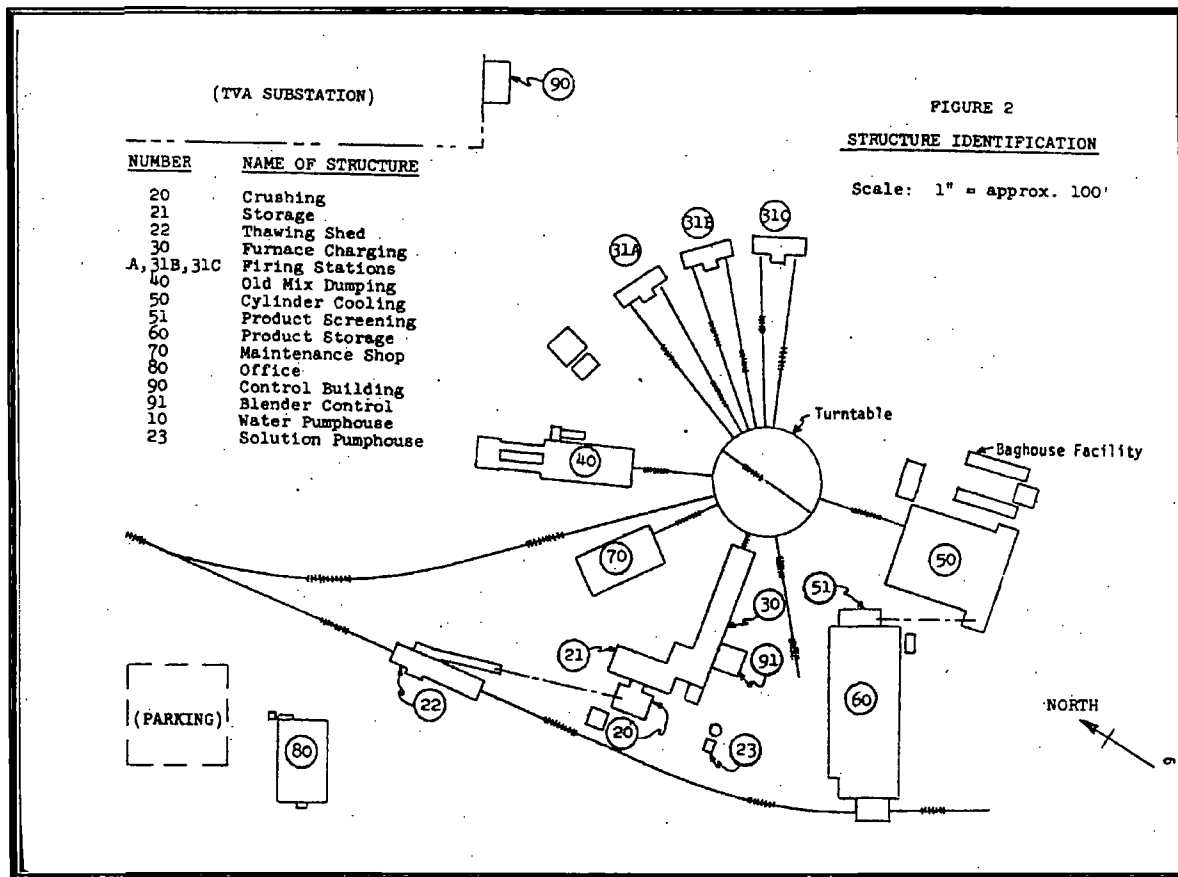 (TVA SUBSTATION)
90
FIGURE 2
STRUCTURE IDENTIFICATION
Scale: 1" = approx. 100'
NUMBER NAME OF STRUCTURE
20 Crushing
21 Storage
22 Thawing Shed
30 Furnace Charging
A,31B,31C Firing Stations
40 Old Mix Dumping
50 Cylinder Cooling
51 Product Screening
60 Product Storage
70 Maintenance Shop
80 Office
90 Control Building
91 Blender Control
10 Water Pumphouse
23 Solution Pumphouse
31A
31B
31C
Turntable
Baghouse Facility
40
70
50
51
30
21
91
60
22
20
23
(PARKING)
80
NORTH
9